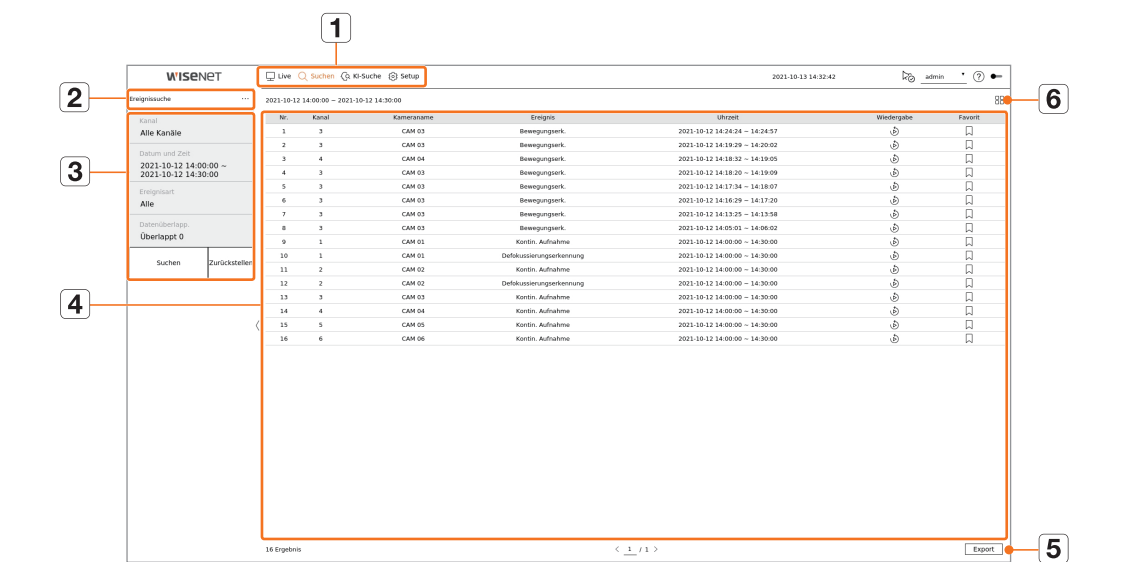 1
WISENET Live Suchen KI-Suche Setup 2021-10-13 14:32:42 admin ?
2 Ereignissuche ... 2021-10-12 14:00:00 ~ 2021-10-12 14:30:00 6
3
Kanal
Alle Kanäle
Datum und Zeit
2021-10-12 14:00:00 ~
2021-10-12 14:30:00
Ereignisart
Alle
Datenüberlapp.
Überlappt 0
Suchen Zurückstellen
4
Nr. Kanal Kameraname Ereignis Uhrzeit Wiedergabe Favorit
1 3 CAM 03 Bewegungserk. 2021-10-12 14:24:24 ~ 14:24:57
2 3 CAM 03 Bewegungserk. 2021-10-12 14:19:29 ~ 14:20:02
3 4 CAM 04 Bewegungserk. 2021-10-12 14:18:32 ~ 14:19:05
4 3 CAM 03 Bewegungserk. 2021-10-12 14:18:20 ~ 14:19:09
5 3 CAM 03 Bewegungserk. 2021-10-12 14:17:34 ~ 14:18:07
6 3 CAM 03 Bewegungserk. 2021-10-12 14:16:29 ~ 14:17:20
7 3 CAM 03 Bewegungserk. 2021-10-12 14:13:25 ~ 14:13:58
8 3 CAM 03 Bewegungserk. 2021-10-12 14:05:01 ~ 14:06:02
9 1 CAM 01 Kontin. Aufnahme 2021-10-12 14:00:00 ~ 14:30:00
10 1 CAM 01 Defokussierungserkennung 2021-10-12 14:00:00 ~ 14:30:00
11 2 CAM 02 Kontin. Aufnahme 2021-10-12 14:00:00 ~ 14:30:00
12 2 CAM 02 Defokussierungserkennung 2021-10-12 14:00:00 ~ 14:30:00
13 3 CAM 03 Kontin. Aufnahme 2021-10-12 14:00:00 ~ 14:30:00
14 4 CAM 04 Kontin. Aufnahme 2021-10-12 14:00:00 ~ 14:30:00
15 5 CAM 05 Kontin. Aufnahme 2021-10-12 14:00:00 ~ 14:30:00
16 6 CAM 06 Kontin. Aufnahme 2021-10-12 14:00:00 ~ 14:30:00
16 Ergebnis < 1 / 1 > Export 5